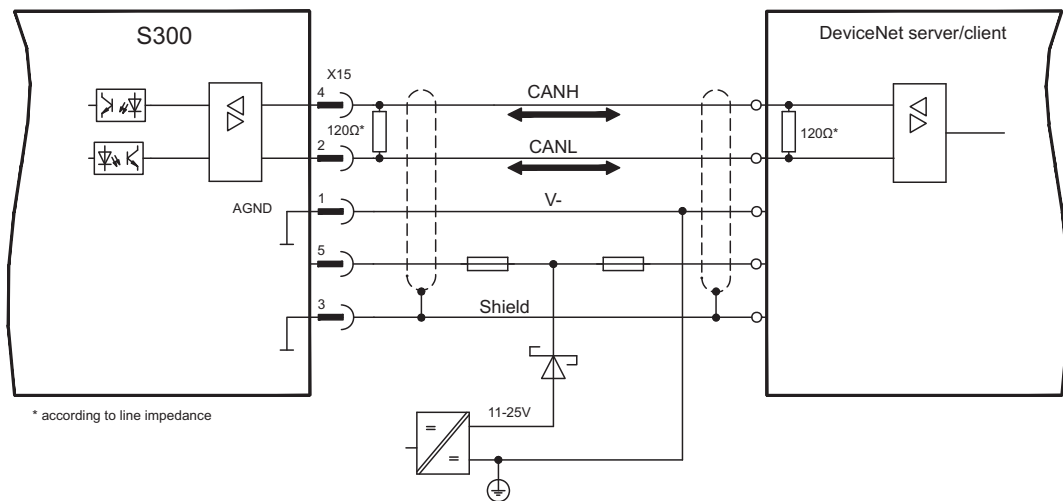 S300
DeviceNet server/client
X15
4
CANH
120Ω*
120Ω*
2
CANL
1
V-
AGND
5
3
Shield
11-25V
* according to line impedance
=
=